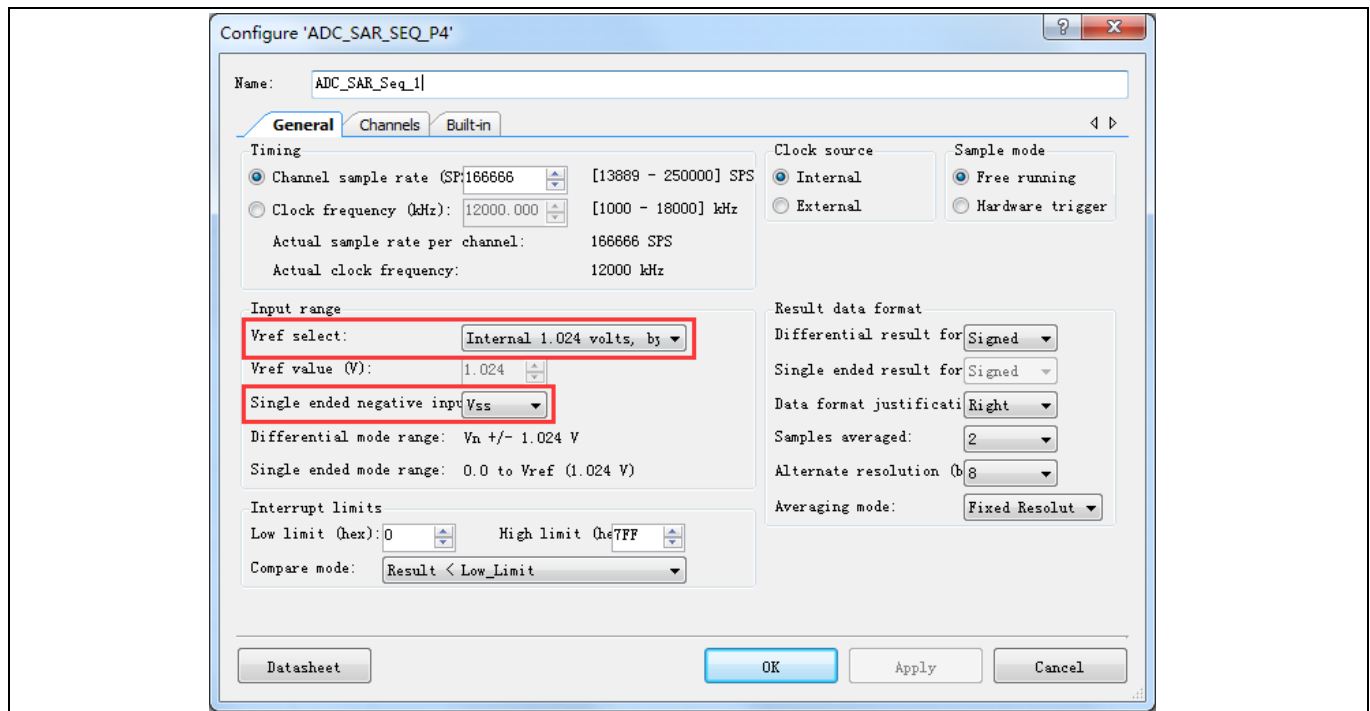 Configure 'ADC_SAR_SEQ_P4'
Name: ADC_SAR_Seq_1
General Channels Built-in
Timing
Channel sample rate (SP: 166666 [13889 - 250000] SPS
Clock frequency (kHz): 12000.000 [1000 - 18000] kHz
Actual sample rate per channel: 166666 SPS
Actual clock frequency: 12000 kHz
Clock source
Internal
External
Sample mode
Free running
Hardware trigger
Input range
Vref select: Internal 1.024 volts, by
Vref value (V): 1.024
Single ended negative inpu Vss
Differential mode range: Vn +/- 1.024 V
Single ended mode range: 0.0 to Vref (1.024 V)
Result data format
Differential result for Signed
Single ended result for Signed
Data format justificati Right
Samples averaged: 2
Alternate resolution (b 8
Averaging mode: Fixed Resolut
Interrupt limits
Low limit (hex): 0 High limit (he 7FF
Compare mode: Result < Low_Limit
Datasheet OK Apply Cancel